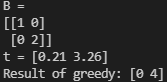 B =
[[1 0]
 [0 2]]
t = [0.21 3.26]
Result of greedy: [0 4]